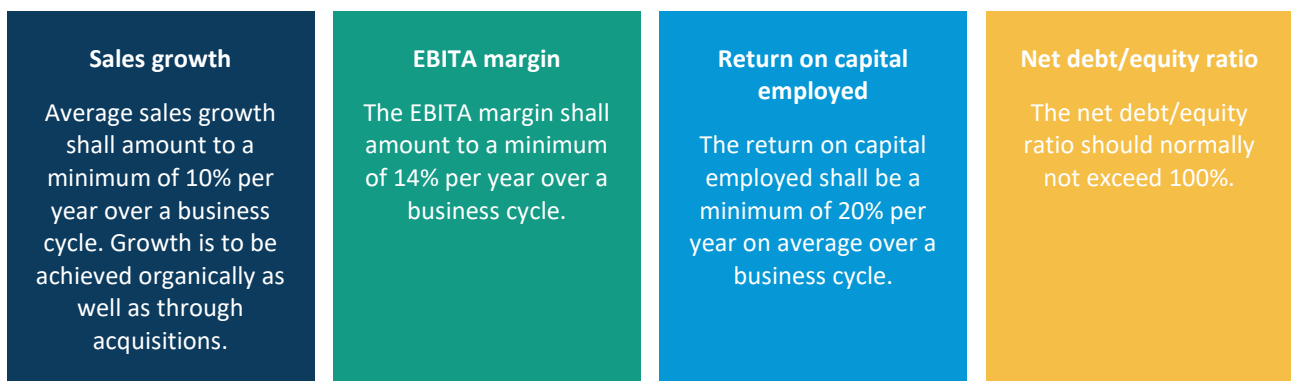 Sales growth
Average sales growth
shall amount to a
minimum of 10% per
year over a business
cycle. Growth is to be
achieved organically as
well as through
acquisitions.
EBITA margin
The EBITA margin shall
amount to a minimum
of 14% per year over a
business cycle.
Return on capital
employed
The return on capital
employed shall be a
minimum of 20% per
year on average over a
business cycle.
Net debt/equity ratio
The net debt/equity
ratio should normally
not exceed 100%.